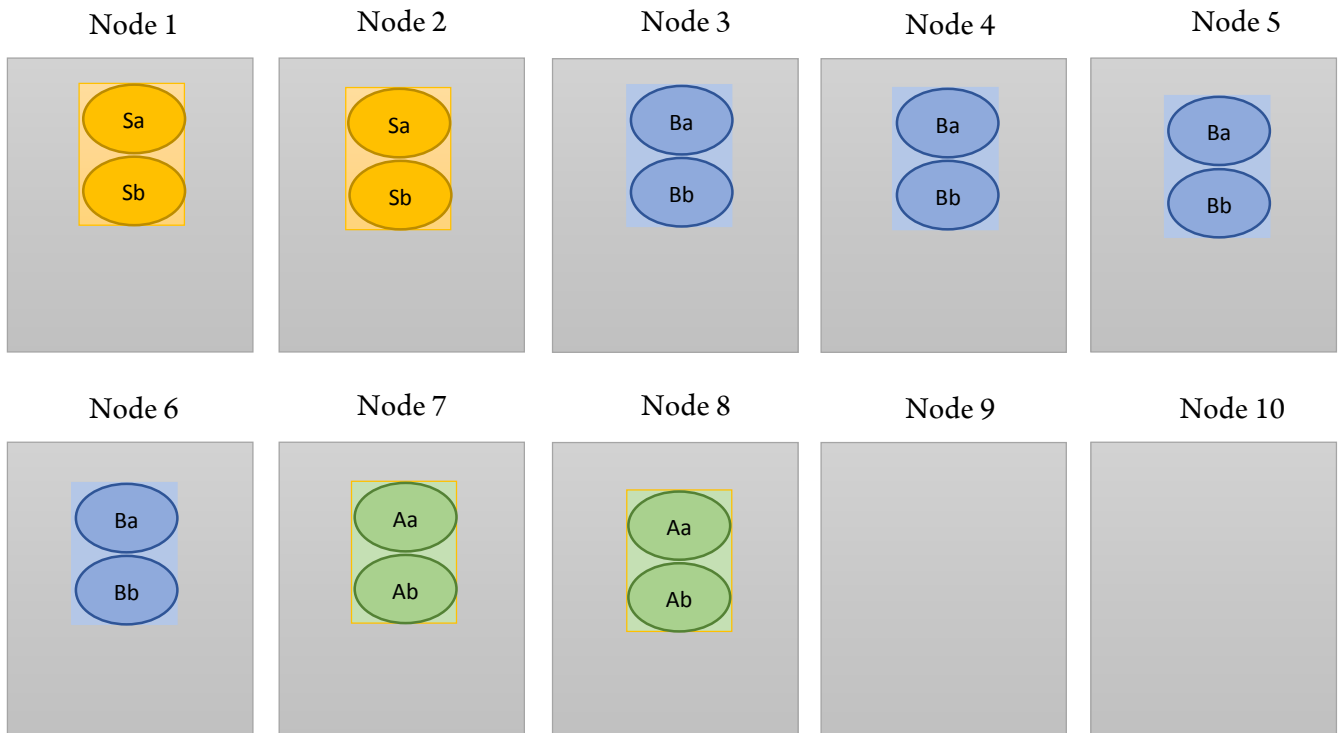 Node 1 Node 2 Node 3 Node 4 Node 5
Sa Sa Ba Ba Ba
Sb Sb Bb Bb Bb
Node 6 Node 7 Node 8 Node 9 Node 10
Ba Aa Aa
Bb Ab Ab